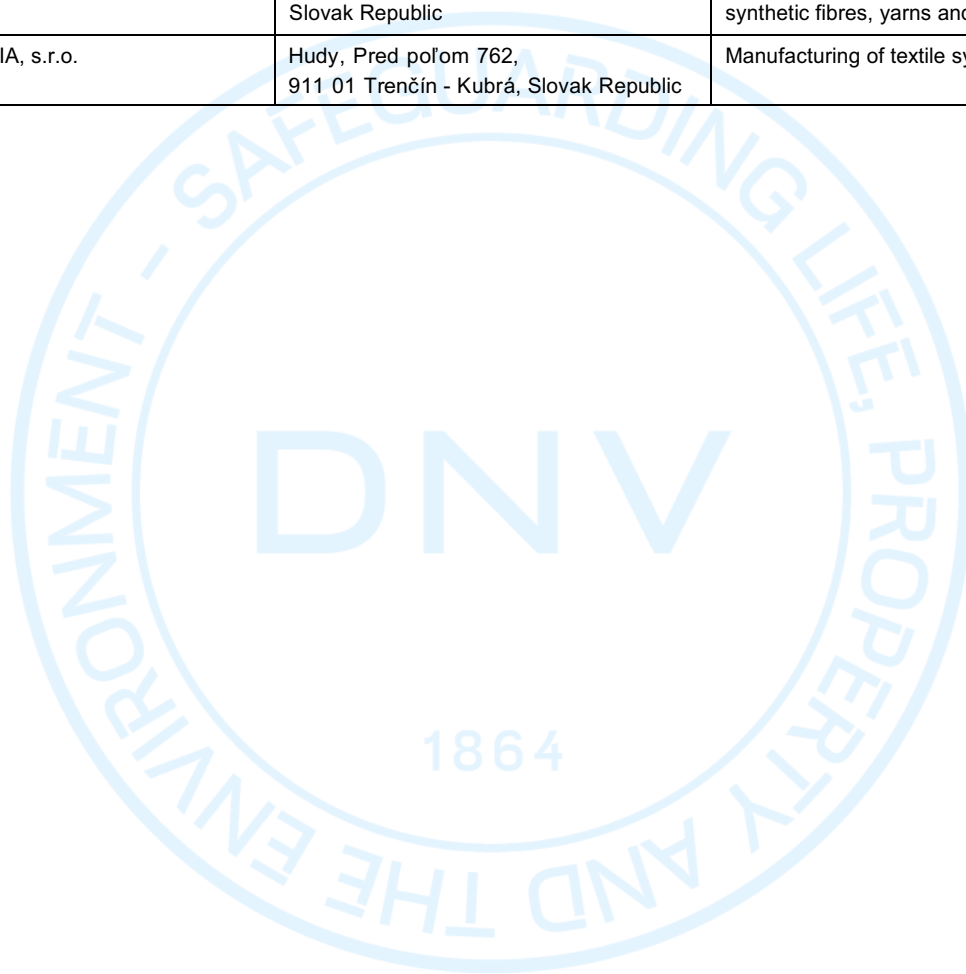 Slovak Republic
synthetic fibres, yarns and
IA, s.r.o.
Hudy, Pred poľom 762,
911 01 Trenčín - Kubrá, Slovak Republic
Manufacturing of textile
SAFEGUARDING LIFE, PROPERTY AND THE ENVIRONMENT -
DNV
1864